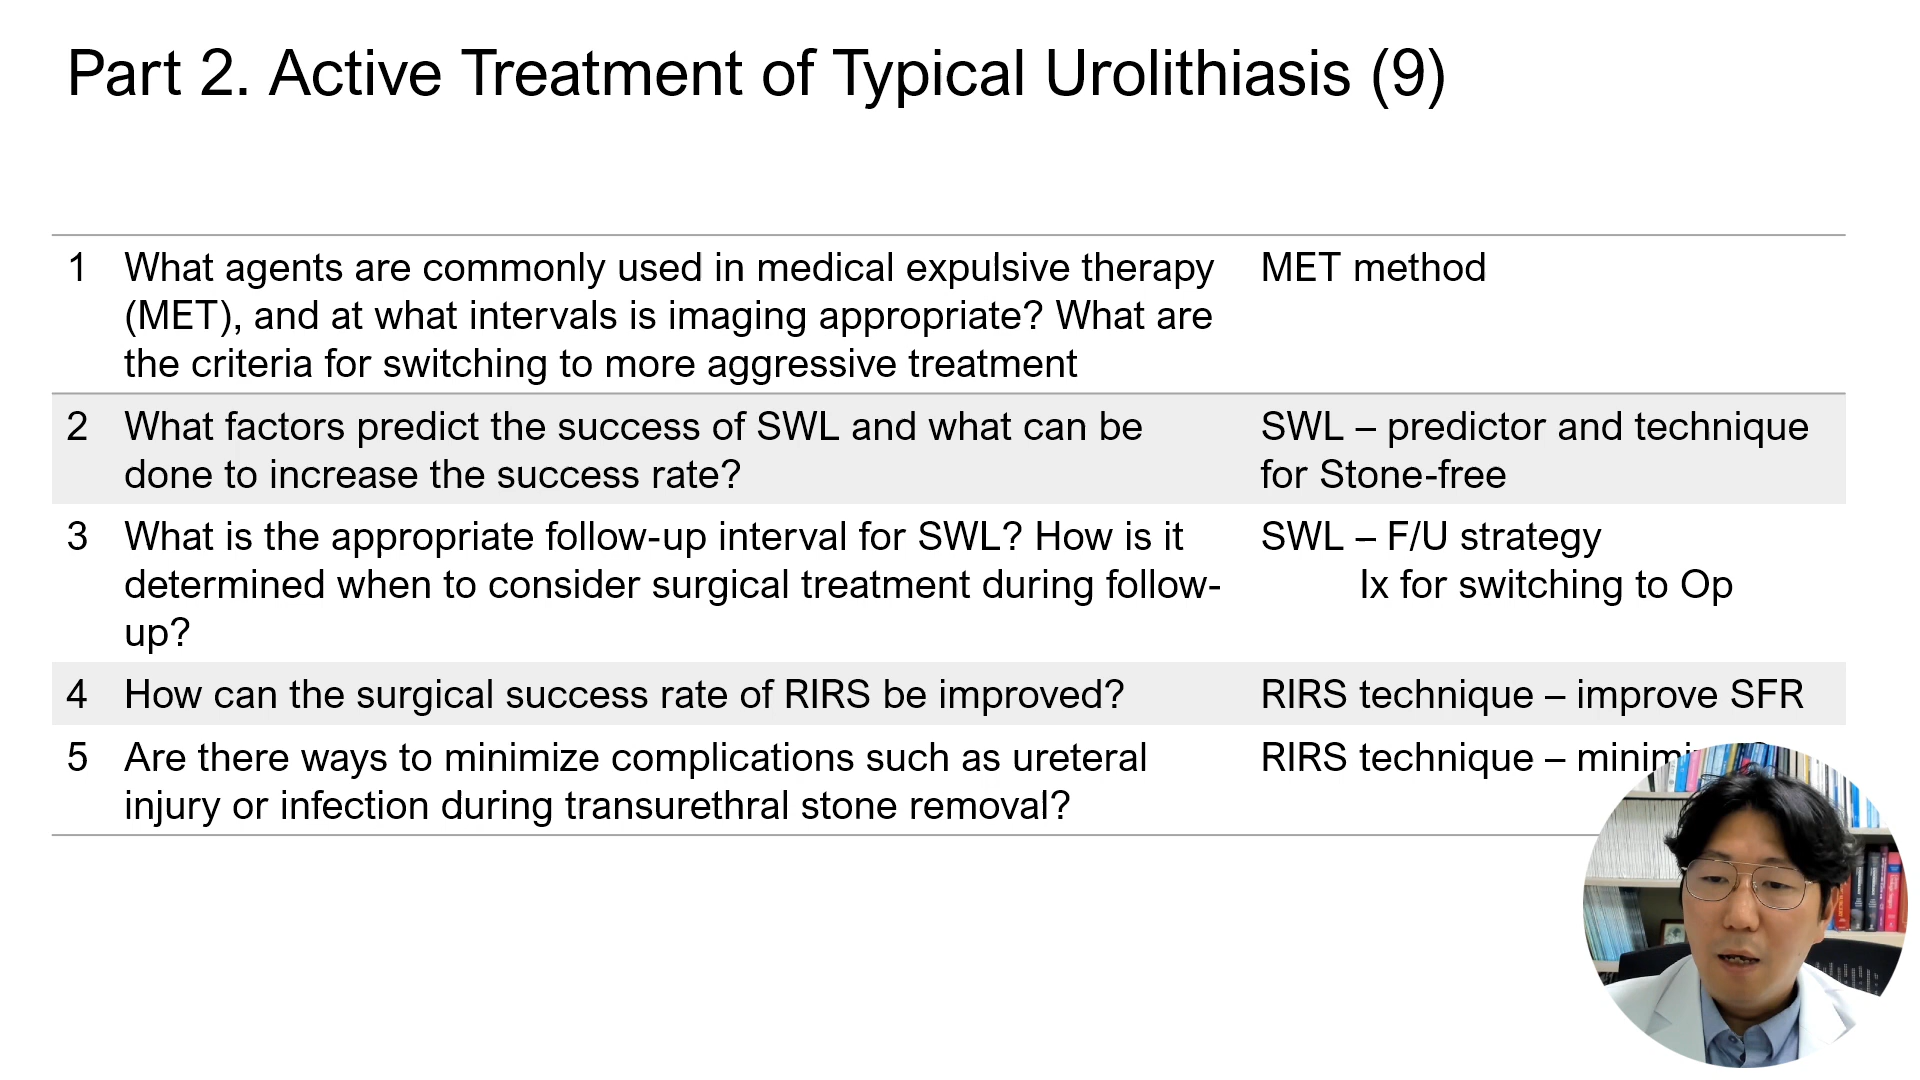 Part 2. Active Treatment of Typical Urolithiasis (9)
1 What agents are commonly used in medical expulsive therapy MET method
(MET), and at what intervals is imaging appropriate? What are
the criteria for switching to more aggressive treatment
2 What factors predict the success of SWL and what can be SWL – predictor and technique
done to increase the success rate? for Stone-free
3 What is the appropriate follow-up interval for SWL? How is it SWL – F/U strategy
determined when to consider surgical treatment during follow- Ix for switching to Op
up?
4 How can the surgical success rate of RIRS be improved? RIRS technique – improve SFR
5 Are there ways to minimize complications such as ureteral RIRS technique –
injury or infection during transurethral stone removal?